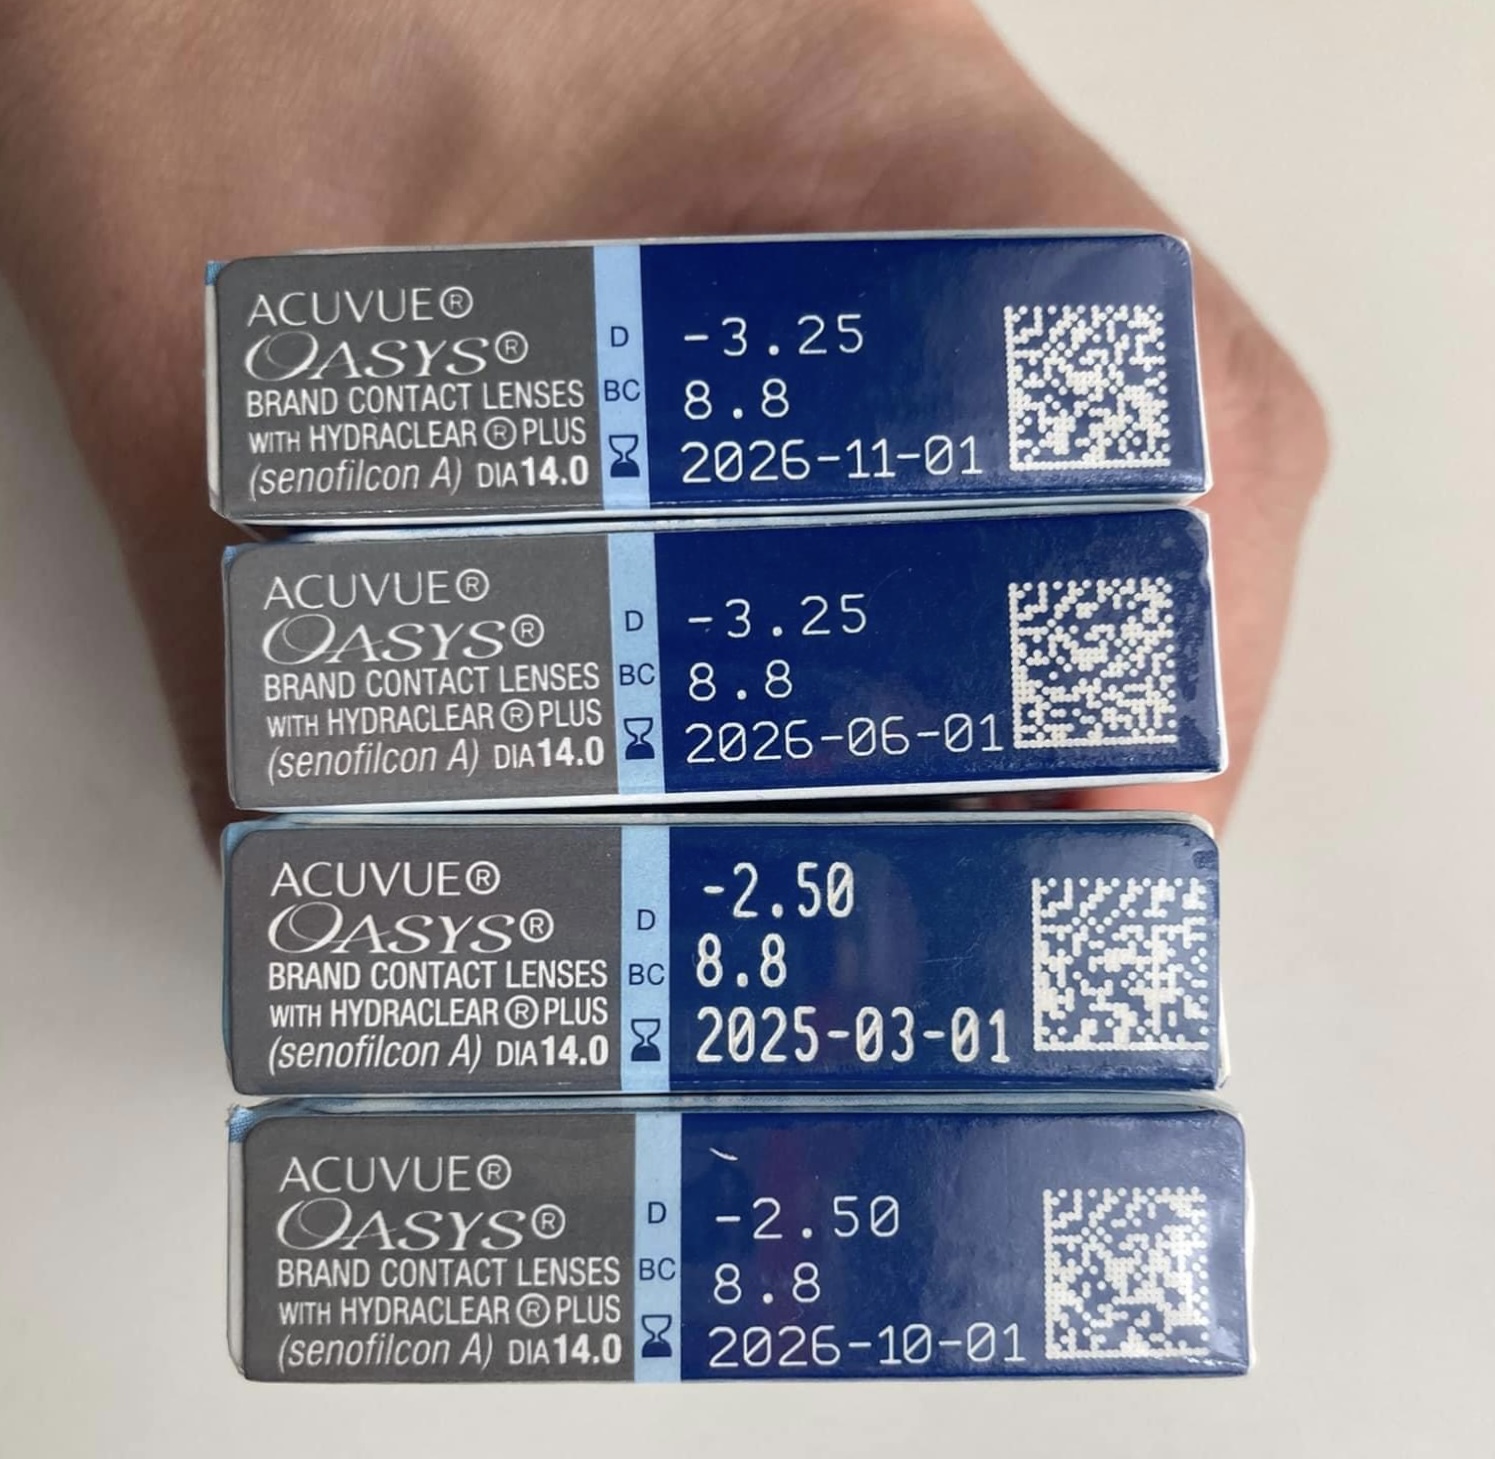 ACUVUE®
OASYS®
BRAND CONTACT LENSES
WITH HYDRACLEAR® PLUS
(senofilcon A) DIA 14.0
D -3.25
BC 8.8
2026-11-01
ACUVUE®
OASYS®
BRAND CONTACT LENSES
WITH HYDRACLEAR® PLUS
(senofilcon A) DIA 14.0
D -3.25
BC 8.8
2026-06-01
ACUVUE®
OASYS®
BRAND CONTACT LENSES
WITH HYDRACLEAR® PLUS
(senofilcon A) DIA 14.0
D -2.50
BC 8.8
2025-03-01
ACUVUE®
OASYS®
BRAND CONTACT LENSES
WITH HYDRACLEAR® PLUS
(senofilcon A) DIA 14.0
D -2.50
BC 8.8
2026-10-01